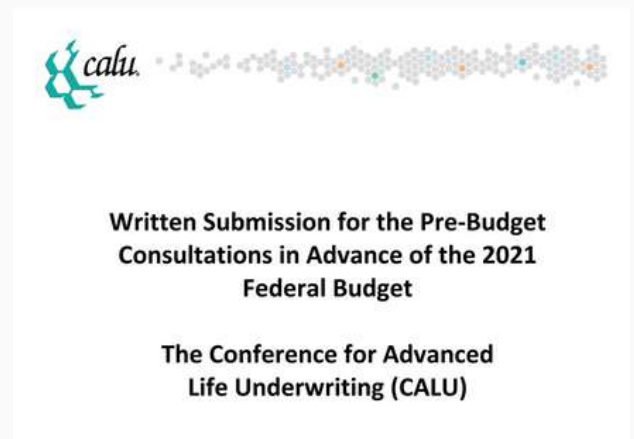 calu.
Written Submission for the Pre-Budget
Consultations in Advance of the 2021
Federal Budget
The Conference for Advanced
Life Underwriting (CALU)